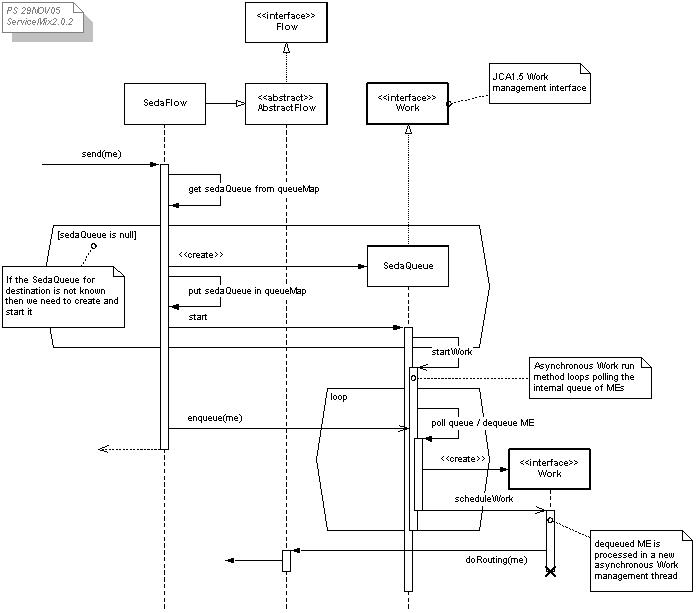 PS 29NOV05
ServiceMix2.0.2
<<interface>>
Flow
JCA1.5 Work
management interface
SedaFlow
<<abstract>>
AbstractFlow
<<interface>>
Work
send(me)
get sedaQueue from queueMap
[sedaQueue is null]
<<create>>
SedaQueue
If the SedaQueue for
destination is not known
then we need to create and
start it
put sedaQueue in queueMap
start
startWork
Asynchronous Work run
method loops polling the
internal queue of MEs
loop
enqueue(me)
poll queue / dequeue ME
<<create>>
<<interface>>
Work
scheduleWork
dequeued ME is
processed in a new
asynchronous Work
management thread
doRouting(me)